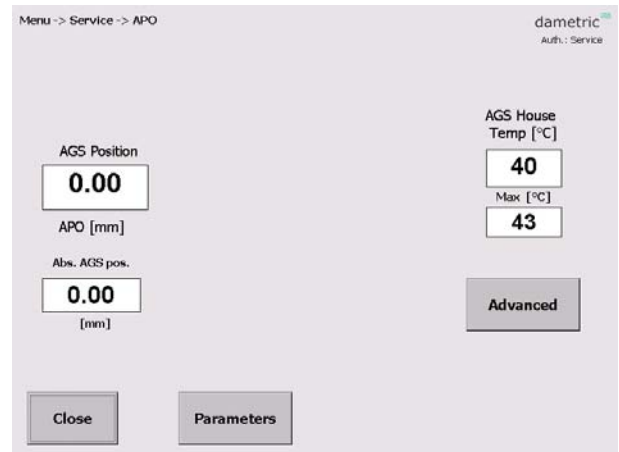 Menu -> Service -> APO
dametric
Auth.: Service
AGS Position
0.00
APO [mm]
Abs. AGS pos.
0.00
[mm]
AGS House
Temp [°C]
40
Max [°C]
43
Advanced
Close
Parameters